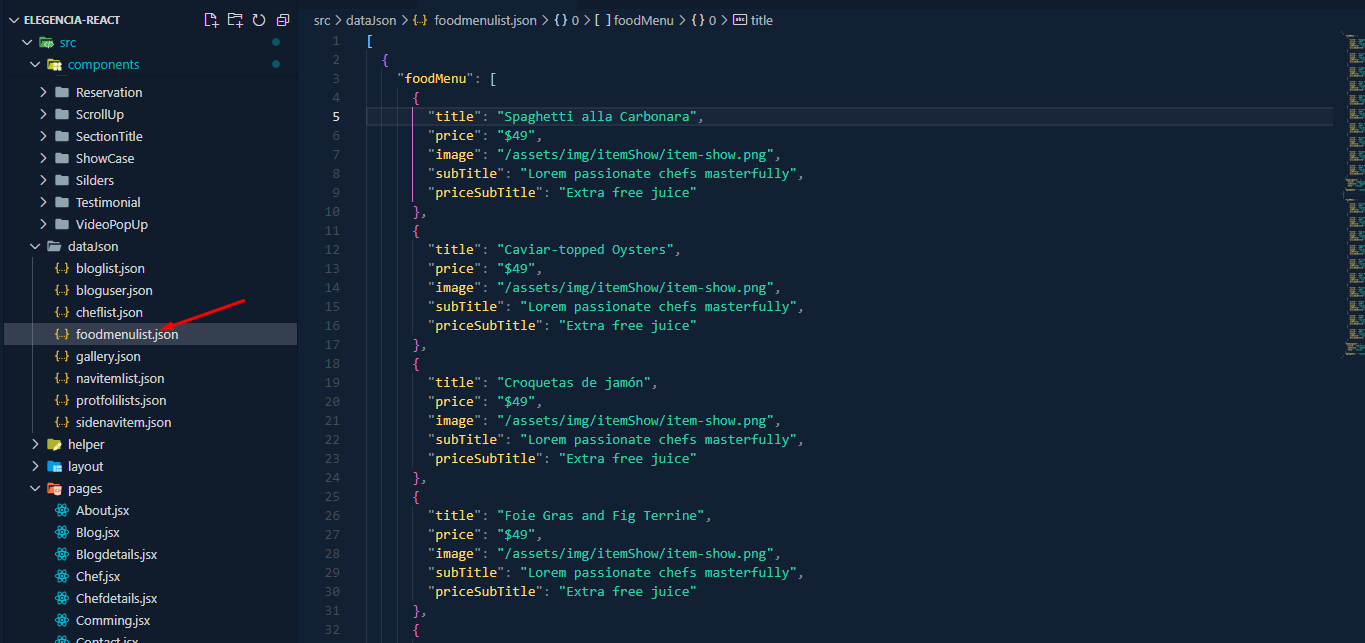 ELEGENCIA-REACT
src
components
Reservation
ScrollUp
SectionTitle
ShowCase
Silders
Testimonial
VideoPopUp
dataJson
{..} bloglist.json
{..} bloguser.json
{..} cheflist.json
{..} foodmenulist.json
{..} gallery.json
{..} navitemlist.json
{..} protfolilists.json
{..} sidenavitem.json
helper
layout
pages
About.jsx
Blog.jsx
Blogdetails.jsx
Chef.jsx
Chefdetails.jsx
Comming.jsx
Contact.jsx
src > dataJson > {..} foodmenulist.json > { } 0 > [ ] foodMenu > { } 0 > abc title
1 [
2 {
3 "foodMenu": [
4 {
5 "title": "Spaghetti alla Carbonara",
6 "price": "$49",
7 "image": "/assets/img/itemShow/item-show.png",
8 "subTitle": "Lorem passionate chefs masterfully",
9 "priceSubTitle": "Extra free juice"
10 },
11 {
12 "title": "Caviar-topped Oysters",
13 "price": "$49",
14 "image": "/assets/img/itemShow/item-show.png",
15 "subTitle": "Lorem passionate chefs masterfully",
16 "priceSubTitle": "Extra free juice"
17 },
18 {
19 "title": "Croquetas de jamón",
20 "price": "$49",
21 "image": "/assets/img/itemShow/item-show.png",
22 "subTitle": "Lorem passionate chefs masterfully",
23 "priceSubTitle": "Extra free juice"
24 },
25 {
26 "title": "Foie Gras and Fig Terrine",
27 "price": "$49",
28 "image": "/assets/img/itemShow/item-show.png",
29 "subTitle": "Lorem passionate chefs masterfully",
30 "priceSubTitle": "Extra free juice"
31 },
32 {